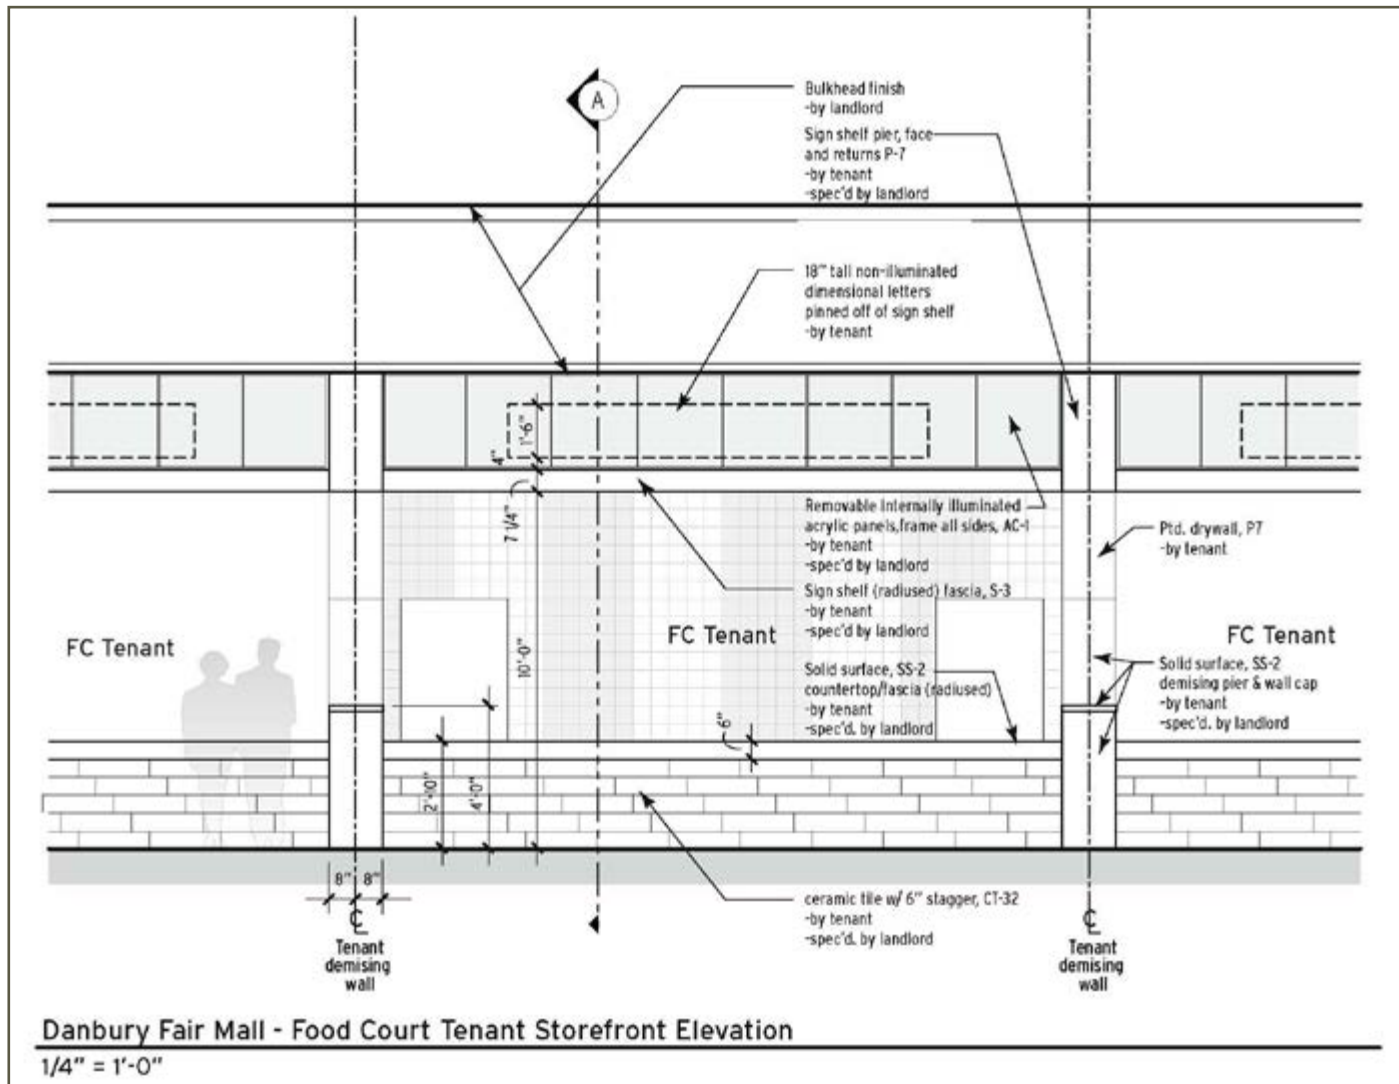 A
Bulkhead finish
-by landlord
Sign shelf pier, face
and returns P-7
-by tenant
-spec'd by landlord
18" tall non-illuminated
dimensional letters
pinned off of sign shelf
-by tenant
1'-6"
4"
7 1/4"
Removable Internally illuminated
acrylic panels,frame all sides, AC-1
-by tenant
-spec'd by landlord
Ptd. drywall, P7
-by tenant
Sign shelf (radiused) fascia, S-3
-by tenant
-spec'd by landlord
FC Tenant
FC Tenant
FC Tenant
10'-0"
Solid surface, SS-2
countertop/fascia (radiused)
-by tenant
-spec'd. by landlord
Solid surface, SS-2
demising pier & wall cap
-by tenant
-spec'd. by landlord
6"
2'-10"
4'-0"
8" 8"
ceramic tile w/ 6" stagger, CT-32
-by tenant
-spec'd. by landlord
℄
Tenant
demising
wall
℄
Tenant
demising
wall
Danbury Fair Mall - Food Court Tenant Storefront Elevation
1/4" = 1'-0"